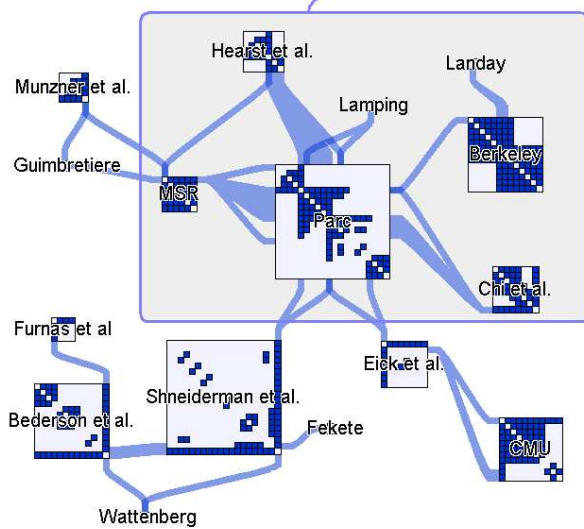 Hearst et al.
Landay
Munzner et al.
Lamping
Berkeley
Guimbretiere
MSR
Parc
Chi et al.
Furnas et al
Eick et al.
Shneiderman et al.
Bederson et al.
Fekete
CMU
Wattenberg